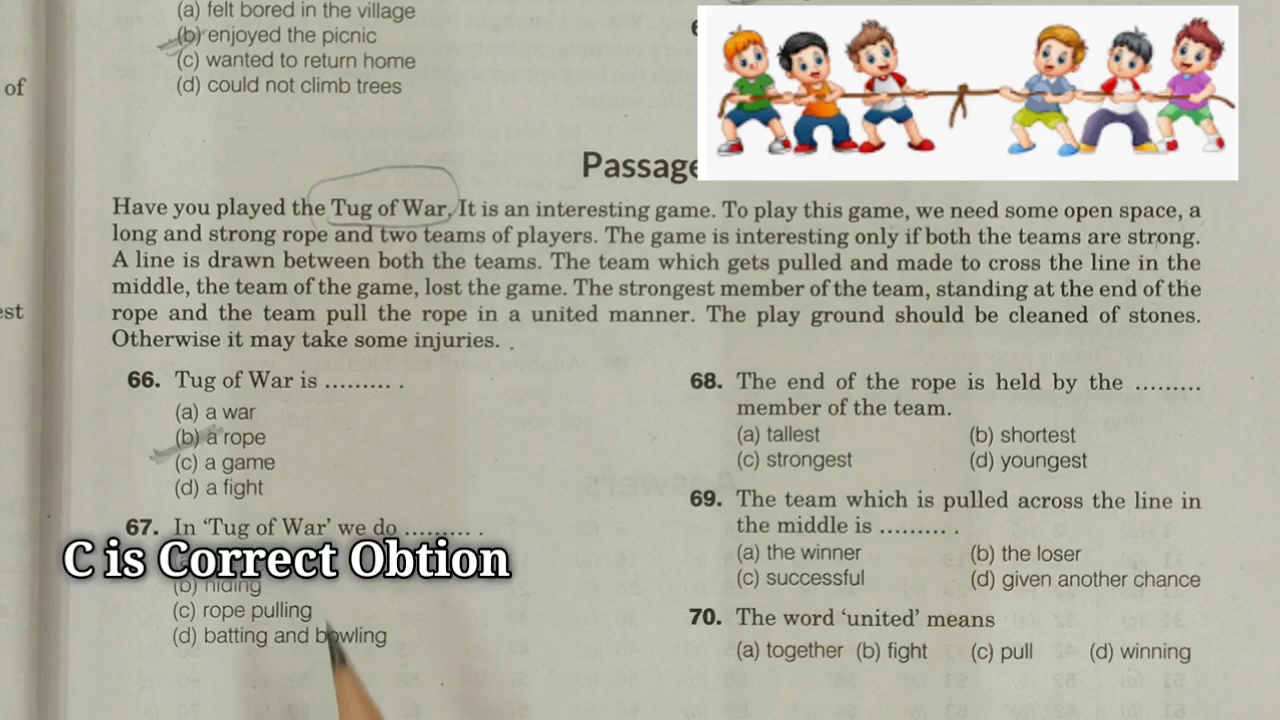 (a) felt bored in the village
(b) enjoyed the picnic
(c) wanted to return home
(d) could not climb trees
of
Passage
Have you played the Tug of War. It is an interesting game. To play this game, we need some open space, a
long and strong rope and two teams of players. The game is interesting only if both the teams are strong.
A line is drawn between both the teams. The team which gets pulled and made to cross the line in the
middle, the team of the game, lost the game. The strongest member of the team, standing at the end of the
est
rope and the team pull the rope in a united manner. The play ground should be cleaned of stones.
Otherwise it may take some injuries. .
66. Tug of War is ......... .
(a) a war
(b) a rope
(c) a game
(d) a fight
67. In ‘Tug of War’ we do ......... .
C is Correct Obtion
(b) hiding
(c) rope pulling
(d) batting and bowling
68. The end of the rope is held by the .........
member of the team.
(a) tallest (b) shortest
(c) strongest (d) youngest
69. The team which is pulled across the line in
the middle is ......... .
(a) the winner (b) the loser
(c) successful (d) given another chance
70. The word ‘united’ means
(a) together (b) fight (c) pull (d) winning